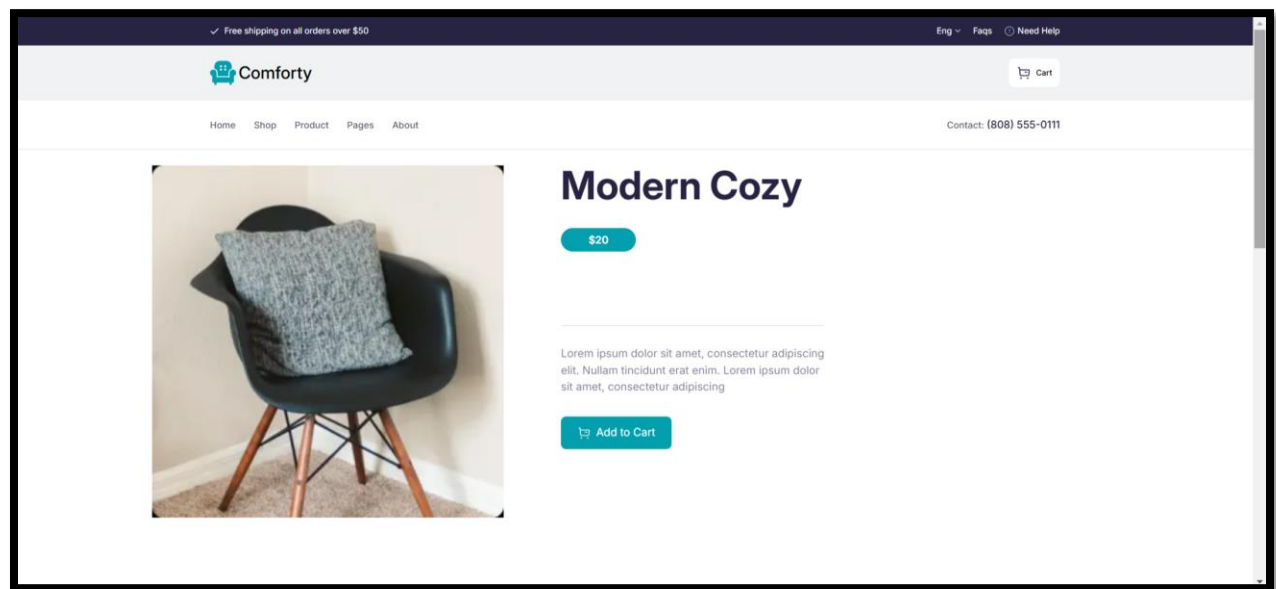 Free shipping on all orders over $50
Eng Faqs Need Help
Comforty
Cart
Home Shop Product Pages About
Contact: (808) 555-0111
Modern Cozy
$20
Lorem ipsum dolor sit amet, consectetur adipiscing
elit. Nullam tincidunt erat enim. Lorem ipsum dolor
sit amet, consectetur adipiscing
Add to Cart